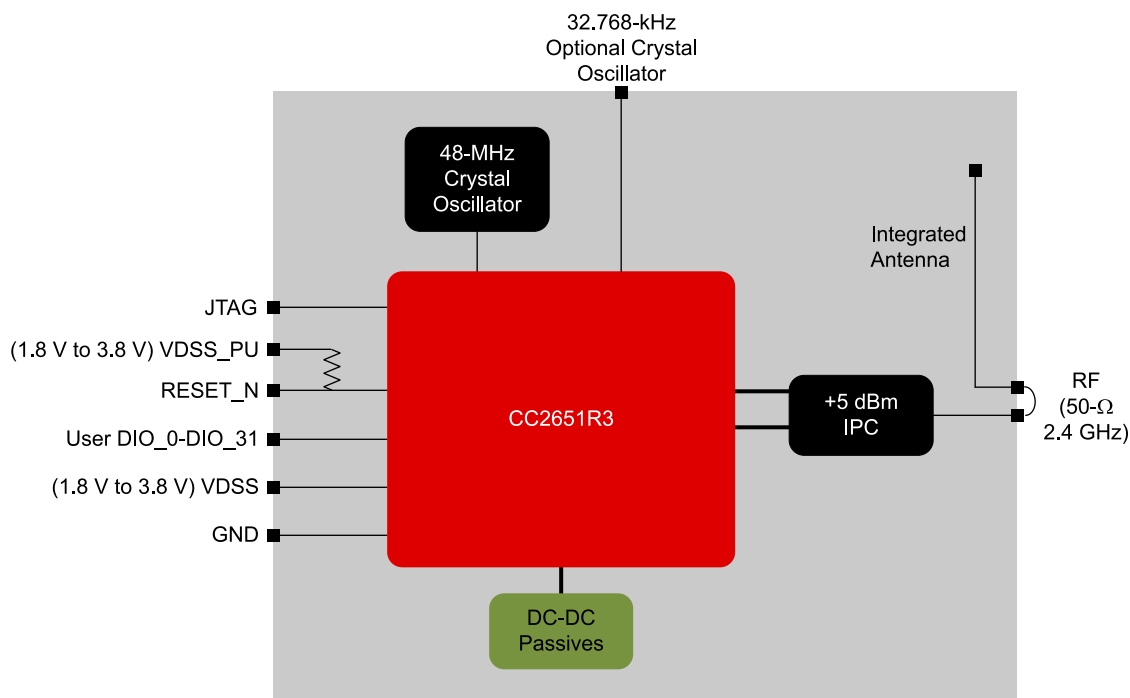 32.768-kHz
Optional Crystal
Oscillator
48-MHz
Crystal
Oscillator
Integrated
Antenna
JTAG
(1.8 V to 3.8 V) VDSS_PU
RESET_N
User DIO_0-DIO_31
(1.8 V to 3.8 V) VDSS
GND
CC2651R3
+5 dBm
IPC
RF
(50-Ω
2.4 GHz)
DC-DC
Passives